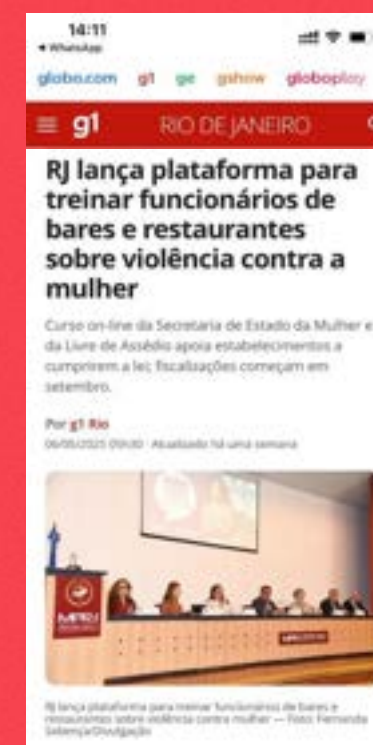 14:11
◂ WhatsApp
globo.com g1 ge gshow globoplay
g1 RIO DE JANEIRO
RJ lança plataforma para
treinar funcionários de
bares e restaurantes
sobre violência contra a
mulher
Curso on-line da Secretaria de Estado da Mulher e
da Livre de Assédio apoia estabelecimentos a
cumprirem a lei; fiscalizações começam em
setembro.
Por g1 Rio
Atualizado há uma semana
MPRJ
RJ lança plataforma para treinar funcionários de bares e
restaurantes sobre violência contra mulher — Foto: Fernanda